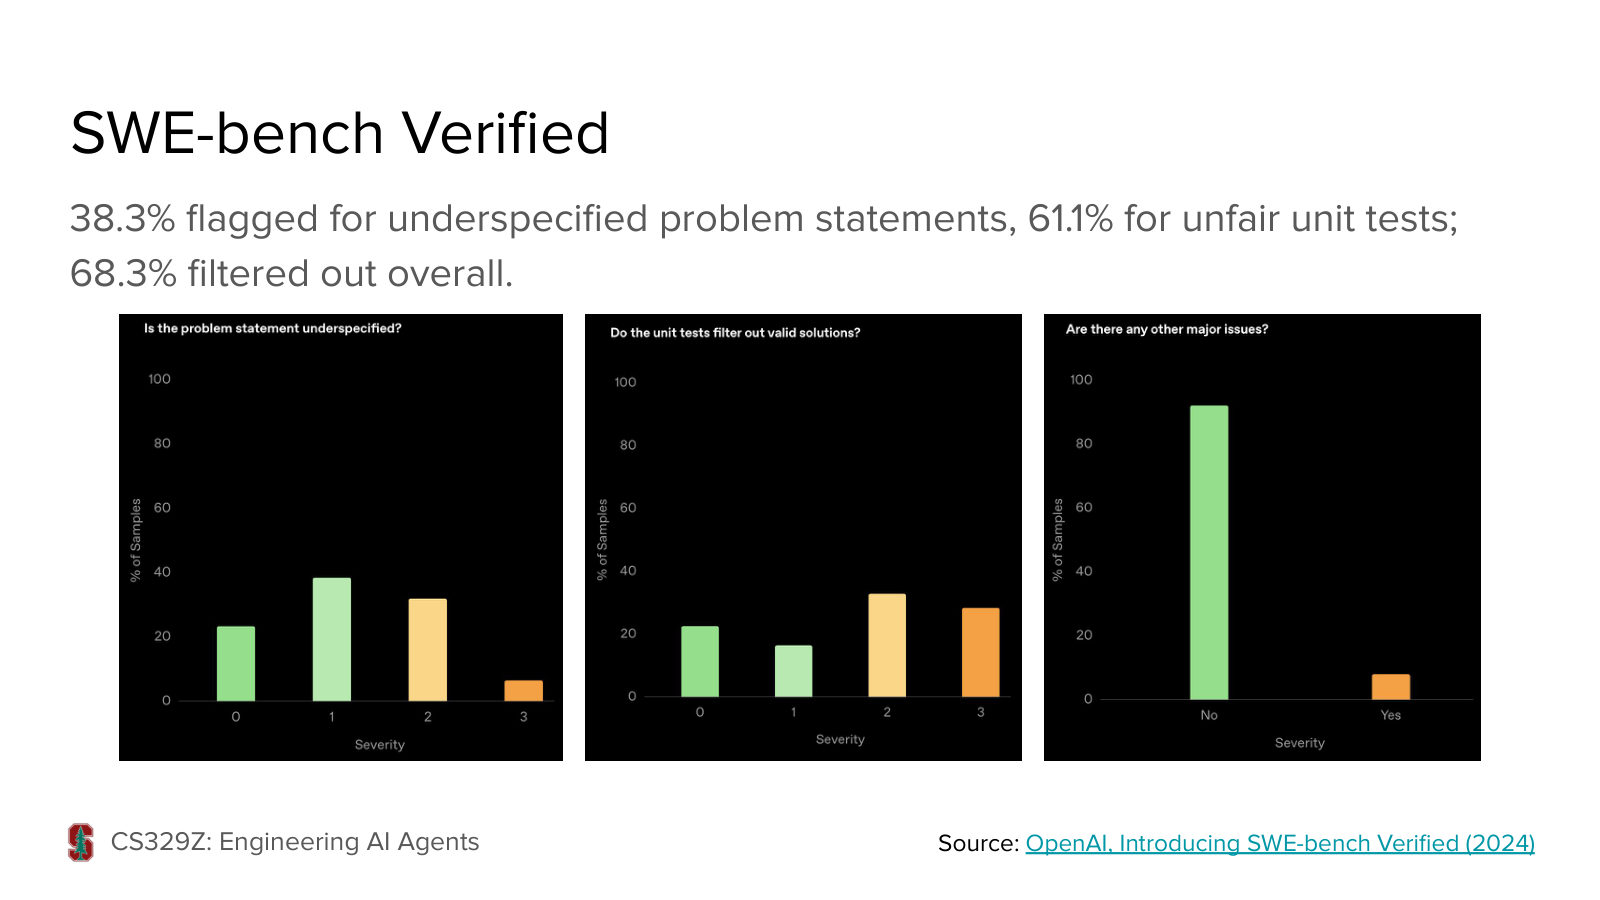 SWE-bench Verified
38.3% flagged for underspecified problem statements, 61.1% for unfair unit tests;
68.3% filtered out overall.
Is the problem statement underspecified?
100
80
60
40
20
0
% of Samples
0 1 2 3
Severity
Do the unit tests filter out valid solutions?
100
80
60
40
20
0
% of Samples
0 1 2 3
Severity
Are there any other major issues?
100
80
60
40
20
0
% of Samples
No Yes
Severity
S
CS329Z: Engineering AI Agents
Source: OpenAI, Introducing SWE-bench Verified (2024)